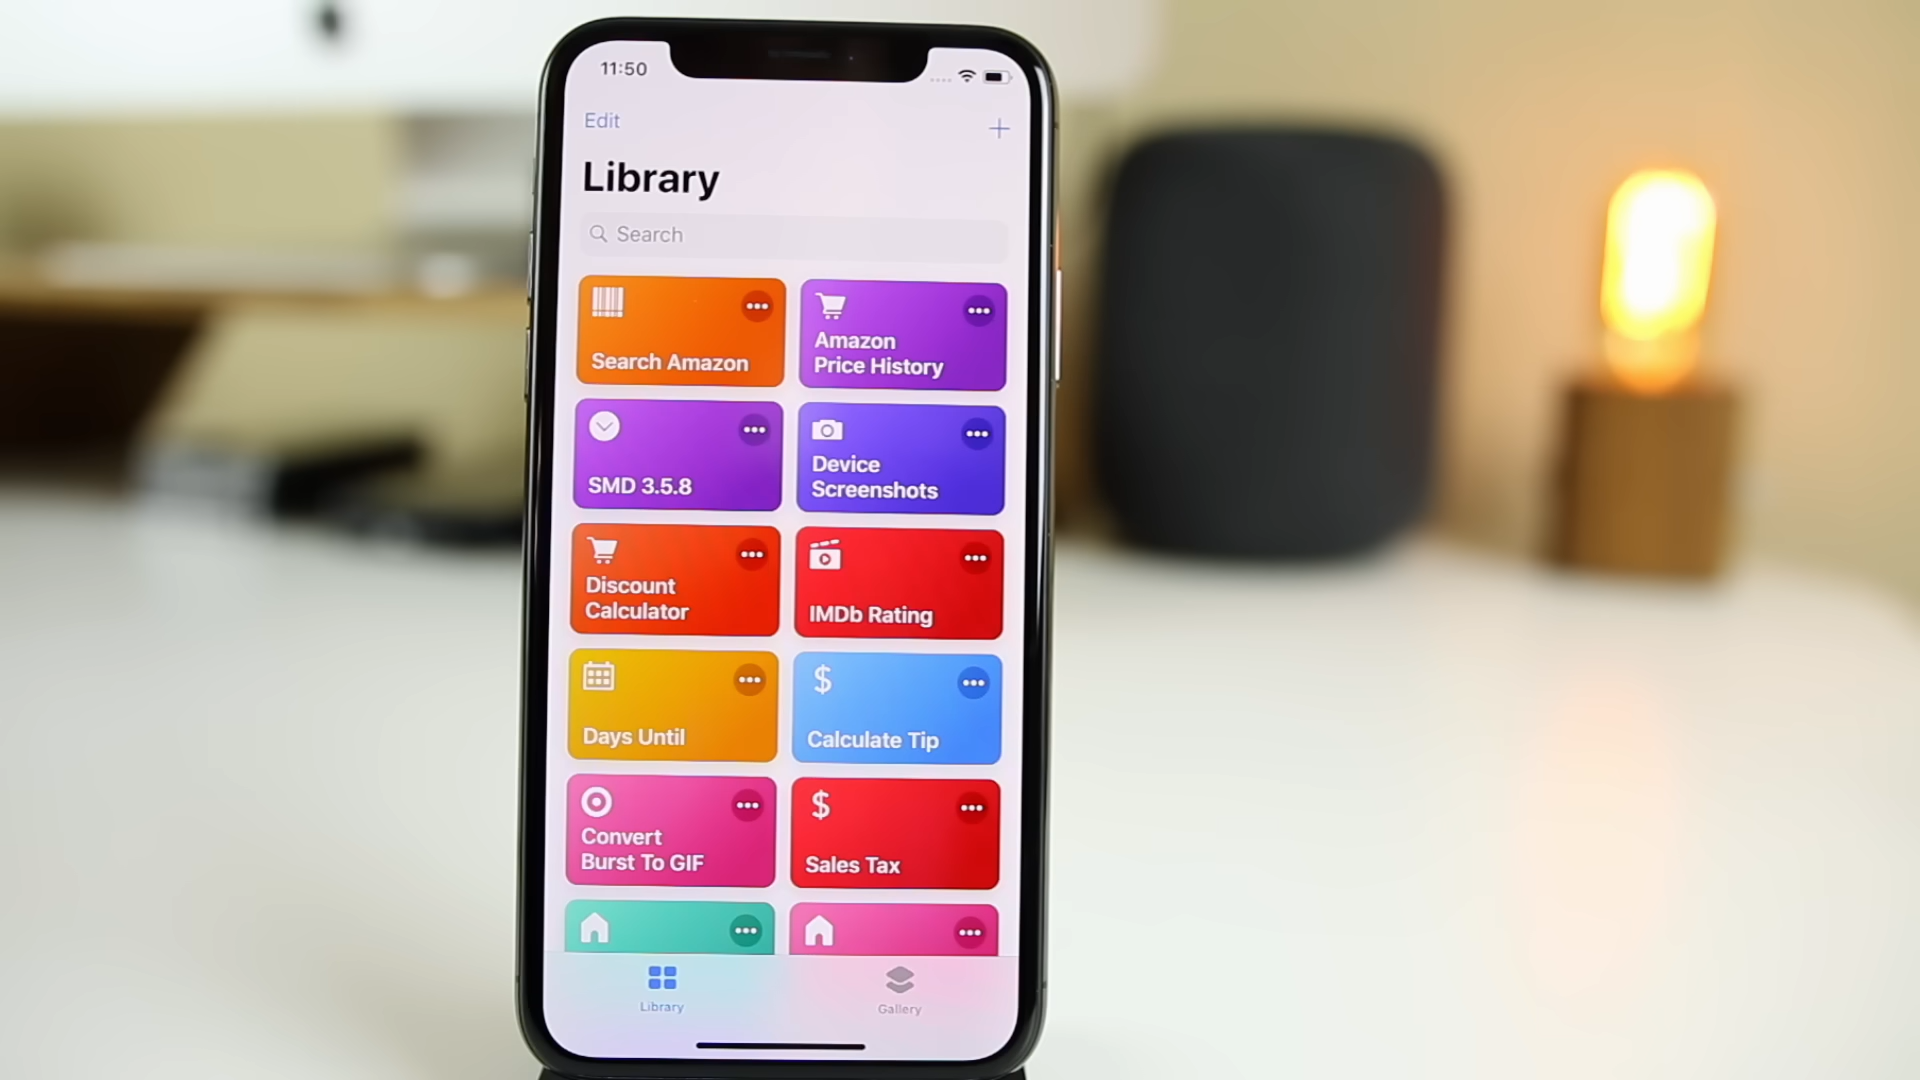 11:50
Edit
Library
Search
Search Amazon
Amazon
Price History
SMD 3.5.8
Device
Screenshots
Discount
Calculator
IMDb Rating
Days Until
$
Calculate Tip
Convert
Burst To GIF
$
Sales Tax
Library
Gallery